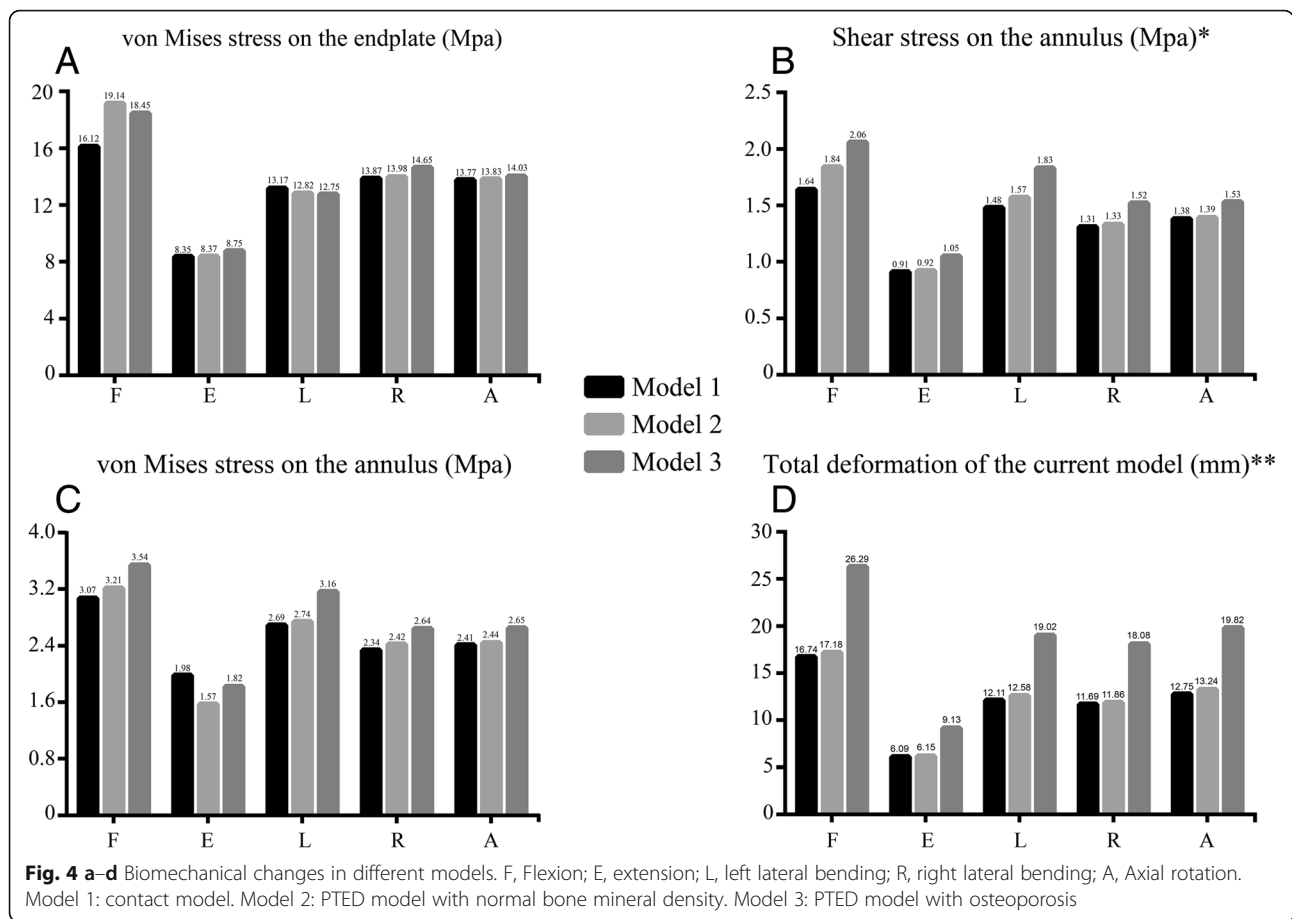 von Mises stress on the endplate (Mpa)
A
20
16
12
8
4
0
16.12 19.14 18.45
8.35 8.37 8.75
13.17 12.82 12.75
13.87 13.98 14.65
13.77 13.83 14.03
F E L R A
Shear stress on the annulus (Mpa)*
B
2.5
2.0
1.5
1.0
0.5
0
1.64 1.84 2.06
0.91 0.92 1.05
1.48 1.57 1.83
1.31 1.33 1.52
1.38 1.39 1.53
F E L R A
Model 1
Model 2
Model 3
von Mises stress on the annulus (Mpa)
C
4.0
3.2
2.4
1.6
0.8
0
3.07 3.21 3.54
1.98 1.57 1.82
2.69 2.74 3.16
2.34 2.42 2.64
2.41 2.44 2.65
F E L R A
Total deformation of the current model (mm)**
D
30
25
20
15
10
5
0
16.74 17.18 26.29
6.09 6.15 9.13
12.11 12.58 19.02
11.69 11.86 18.08
12.75 13.24 19.82
F E L R A
Fig. 4 a–d Biomechanical changes in different models. F, Flexion; E, extension; L, left lateral bending; R, right lateral bending; A, Axial rotation.
Model 1: contact model. Model 2: PTED model with normal bone mineral density. Model 3: PTED model with osteoporosis